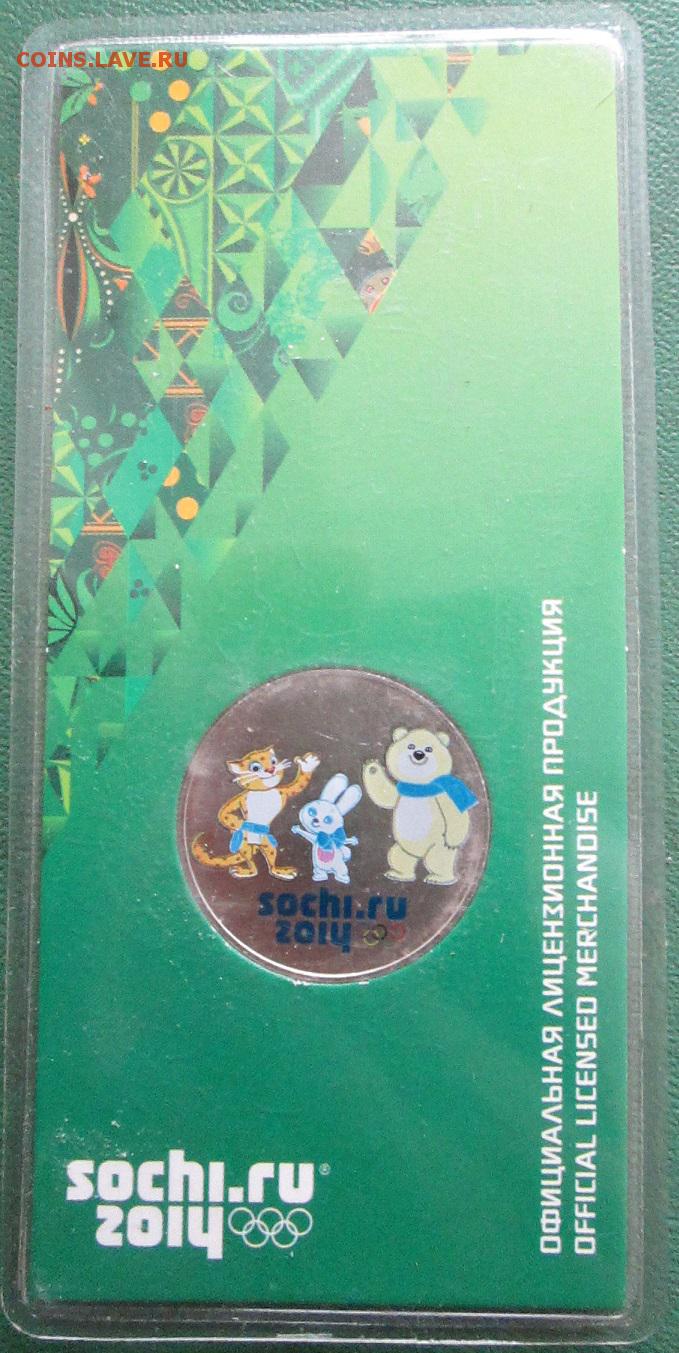 COINS.LAVE.RU
sochi.ru
2014
ОФИЦИАЛЬНАЯ ЛИЦЕНЗИОННАЯ ПРОДУКЦИЯ
OFFICIAL LICENSED MERCHANDISE
sochi.ru®
2014